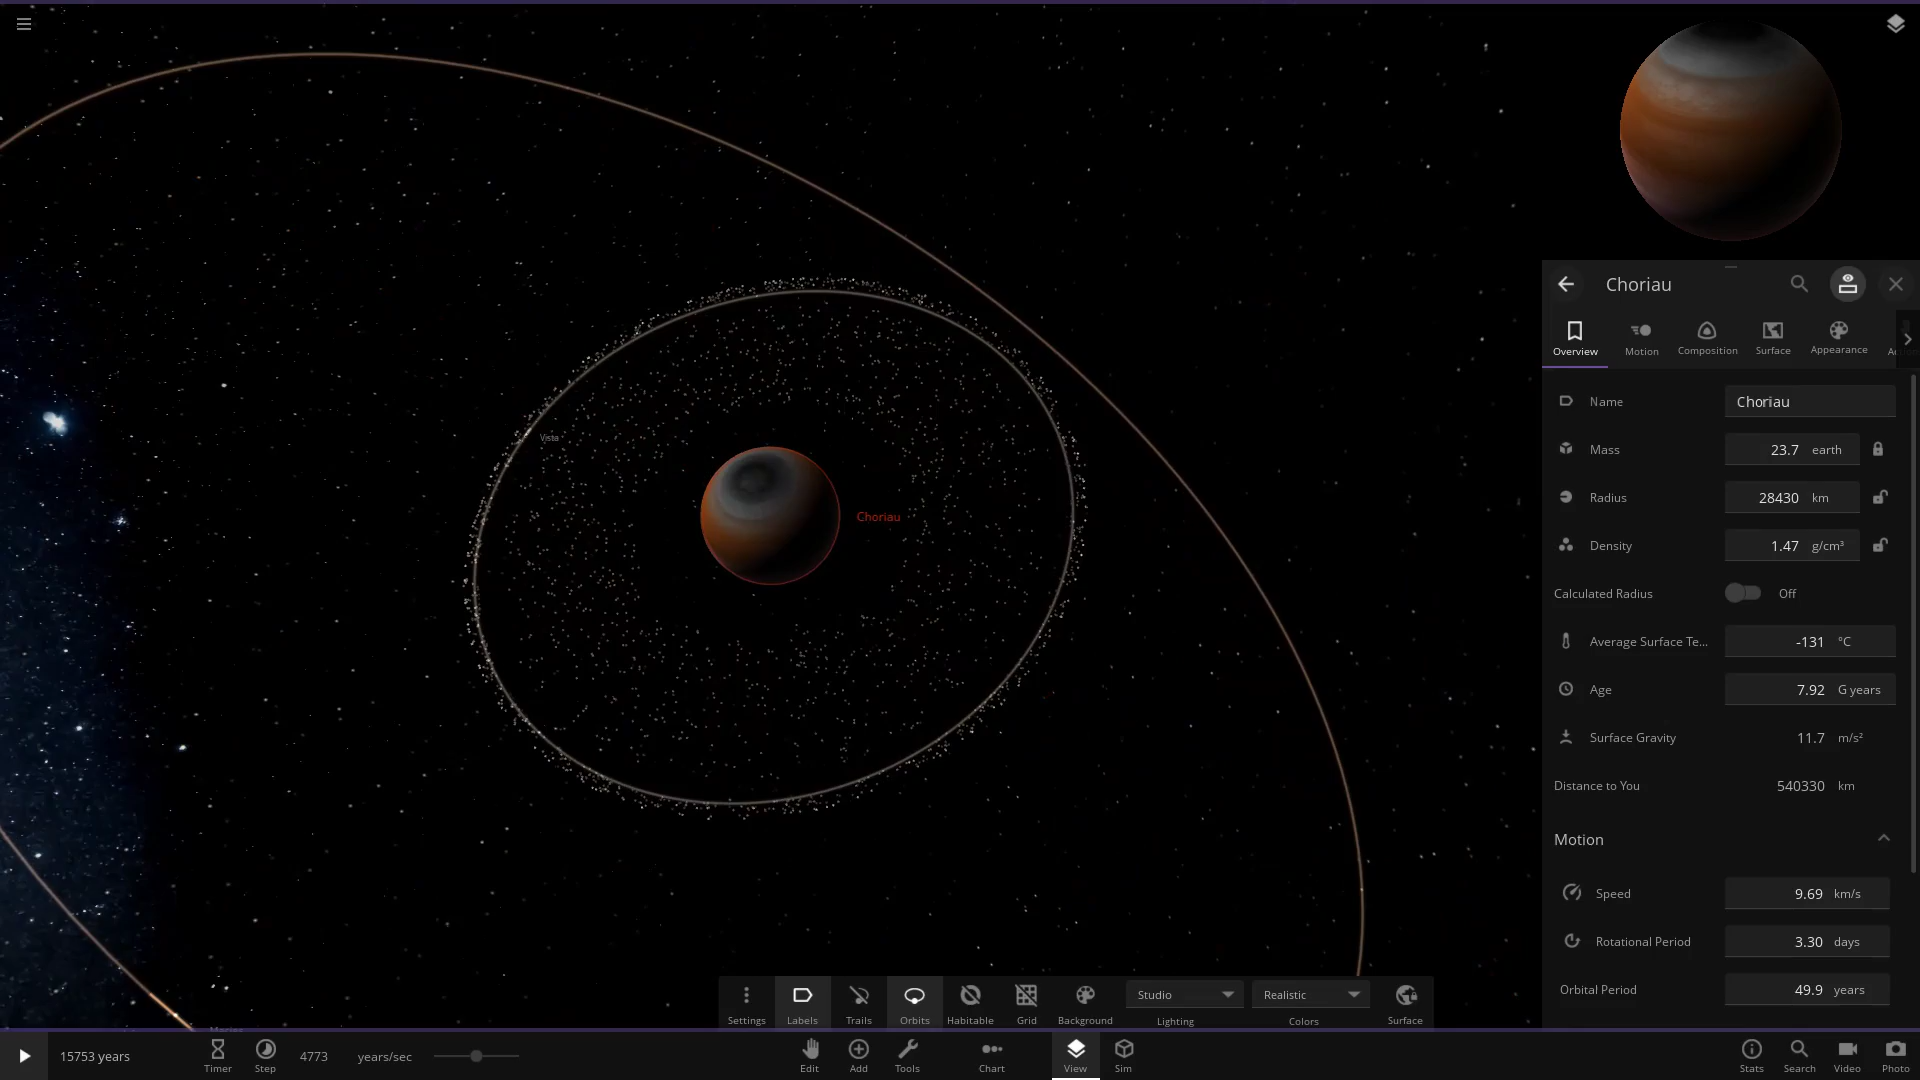 Choriau
Overview
Motion
Composition
Surface
Appearance
Name
Choriau
Mass
23.7 earth
Radius
28430 km
Density
1.47 g/cm³
Calculated Radius
Off
Average Surface Te...
-131 °C
Age
7.92 G years
Surface Gravity
11.7 m/s²
Distance to You
540330 km
Motion
Speed
9.69 km/s
Rotational Period
3.30 days
Orbital Period
49.9 years
Vista
Choriau
Settings
Labels
Trails
Orbits
Habitable
Grid
Background
Studio
Lighting
Realistic
Colors
Surface
15753 years
Timer
Step
4773 years/sec
Edit
Add
Tools
Chart
View
Sim
Stats
Search
Video
Photo